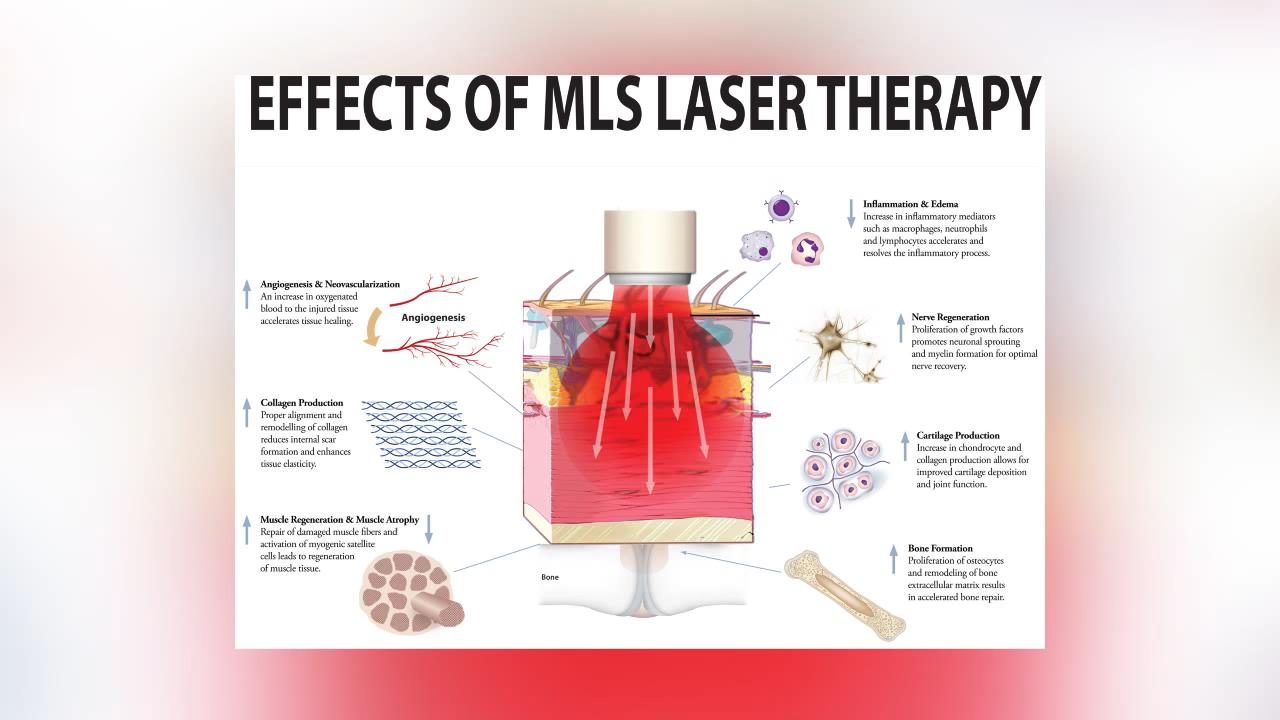 EFFECTS OF MLS LASER THERAPY
Angiogenesis & Neovascularization
An increase in oxygenated
blood to the injured tissue
accelerates tissue healing.
Angiogenesis
Collagen Production
Proper alignment and
remodelling of collagen
reduces internal scar
formation and enhances
tissue elasticity.
Muscle Regeneration & Muscle Atrophy
Repair of damaged muscle fibers and
activation of myogenic satellite
cells leads to regeneration
of muscle tissue.
Bone
Inflammation & Edema
Increase in inflammatory mediators
such as macrophages, neutrophils
and lymphocytes accelerates and
resolves the inflammatory process.
Nerve Regeneration
Proliferation of growth factors
promotes neuronal sprouting
and myelin formation for optimal
nerve recovery.
Cartilage Production
Increase in chondrocyte and
collagen production allows for
improved cartilage deposition
and joint function.
Bone Formation
Proliferation of osteocytes
and remodeling of bone
extracellular matrix results
in accelerated bone repair.